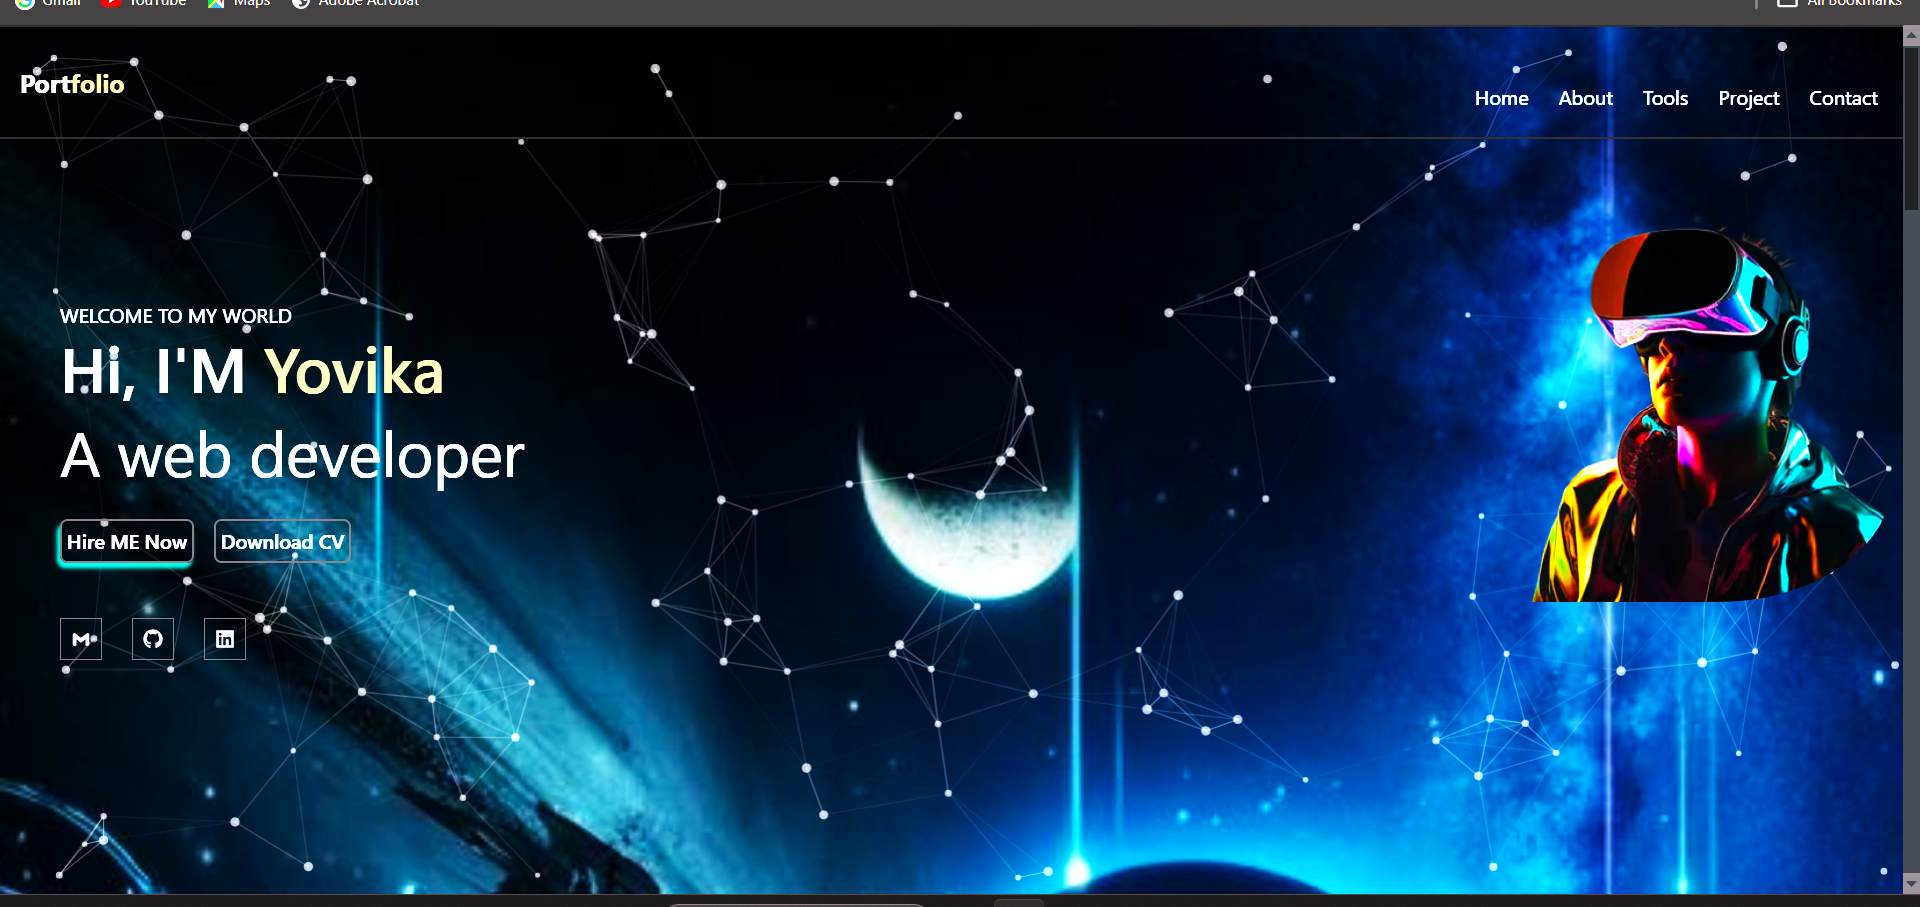 Gmail YouTube Maps Adobe Acrobat All Bookmarks
Portfolio
Home About Tools Project Contact
WELCOME TO MY WORLD
Hi, I'M Yovika
A web developer
Hire ME Now Download CV